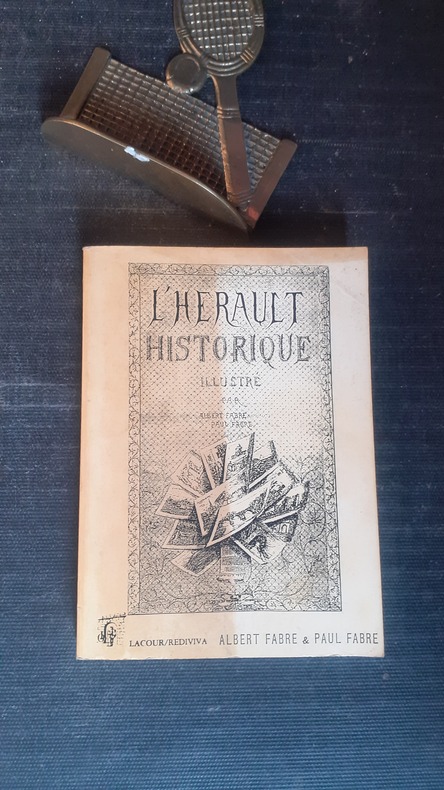 L'HERAULT
HISTORIQUE
ILLUSTRÉ
PAR
ALBERT FABRE
PAUL FABRE
LACOUR/REDIVIVA ALBERT FABRE & PAUL FABRE